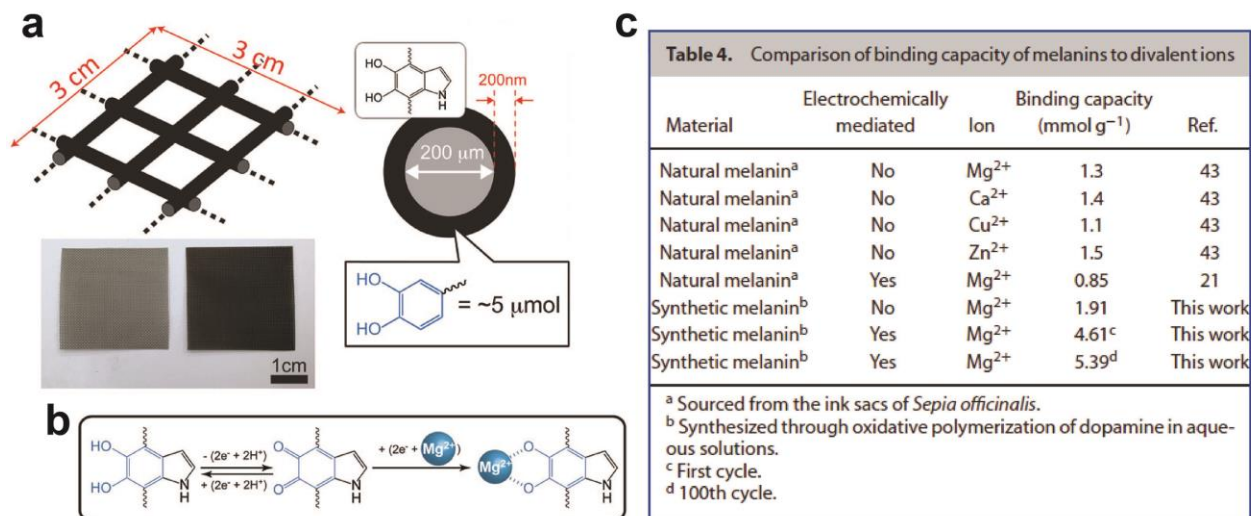 a
3 cm
3 cm
HO
HO
N
H
200nm
200 μm
HO
HO
= ~5 μmol
1cm
b
HO
HO
N
H
- (2e⁻ + 2H⁺)
+ (2e⁻ + 2H⁺)
O
O
N
H
+ (2e⁻ + Mg²⁺)
Mg²⁺
O
O
N
H
c
Table 4. Comparison of binding capacity of melanins to divalent ions
Material Electrochemically mediated Ion Binding capacity (mmol g⁻¹) Ref.
Natural melaninᵃ No Mg²⁺ 1.3 43
Natural melaninᵃ No Ca²⁺ 1.4 43
Natural melaninᵃ No Cu²⁺ 1.1 43
Natural melaninᵃ No Zn²⁺ 1.5 43
Natural melaninᵃ Yes Mg²⁺ 0.85 21
Synthetic melaninᵇ No Mg²⁺ 1.91 This work
Synthetic melaninᵇ Yes Mg²⁺ 4.61ᶜ This work
Synthetic melaninᵇ Yes Mg²⁺ 5.39ᵈ This work
ᵃ Sourced from the ink sacs of Sepia officinalis.
ᵇ Synthesized through oxidative polymerization of dopamine in aque-
ous solutions.
ᶜ First cycle.
ᵈ 100th cycle.